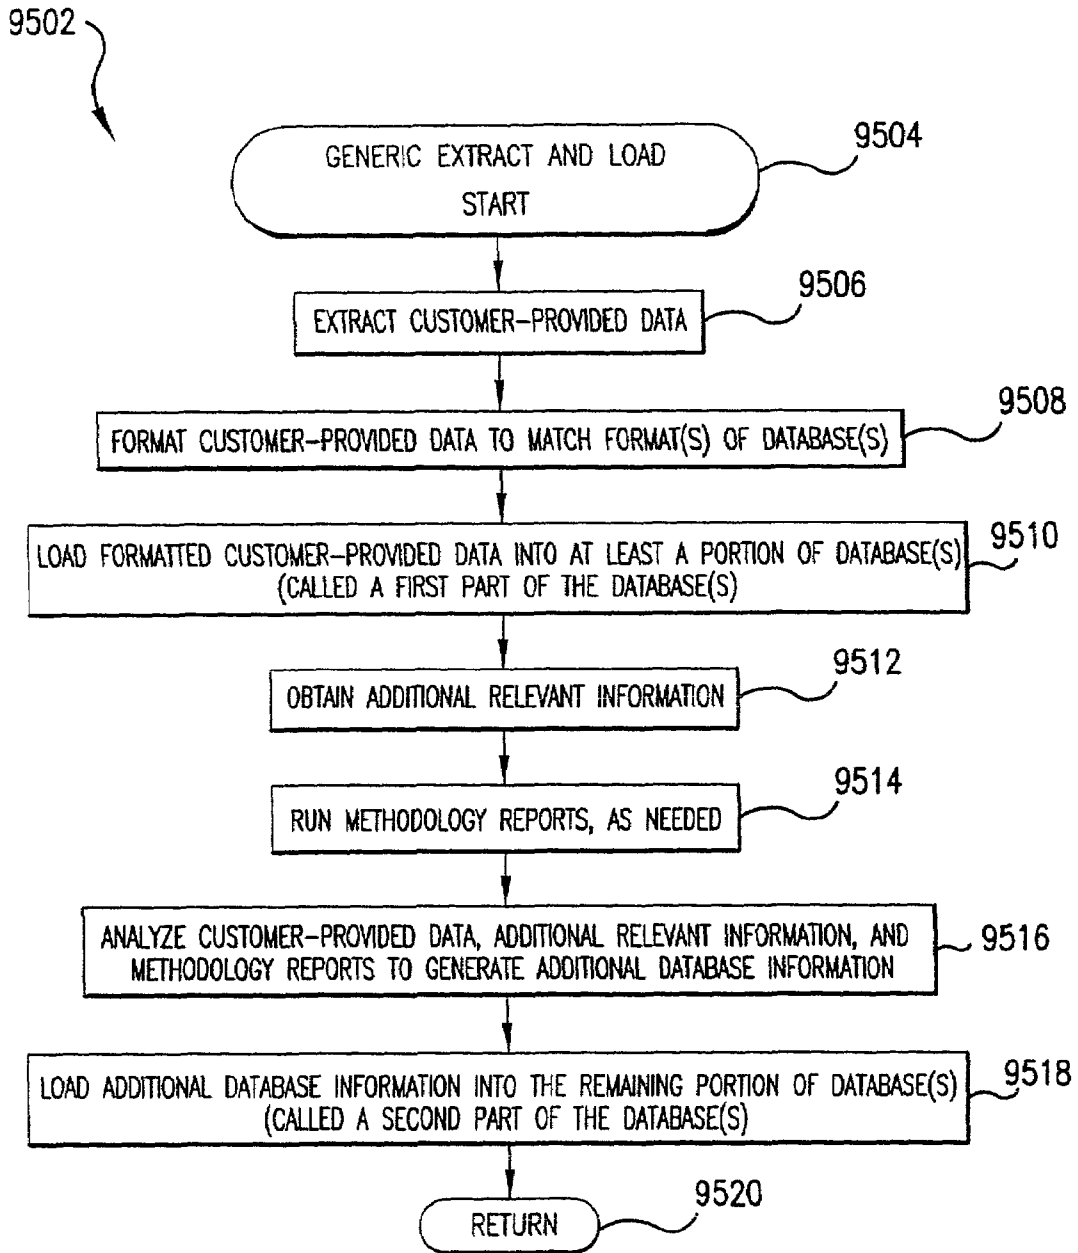 9502
GENERIC EXTRACT AND LOAD
START
9504
EXTRACT CUSTOMER-PROVIDED DATA
9506
FORMAT CUSTOMER-PROVIDED DATA TO MATCH FORMAT(S) OF DATABASE(S)
9508
LOAD FORMATTED CUSTOMER-PROVIDED DATA INTO AT LEAST A PORTION OF DATABASE(S)
(CALLED A FIRST PART OF THE DATABASE(S)
9510
OBTAIN ADDITIONAL RELEVANT INFORMATION
9512
RUN METHODOLOGY REPORTS, AS NEEDED
9514
ANALYZE CUSTOMER-PROVIDED DATA, ADDITIONAL RELEVANT INFORMATION, AND
METHODOLOGY REPORTS TO GENERATE ADDITIONAL DATABASE INFORMATION
9516
LOAD ADDITIONAL DATABASE INFORMATION INTO THE REMAINING PORTION OF DATABASE(S)
(CALLED A SECOND PART OF THE DATABASE(S)
9518
RETURN
9520